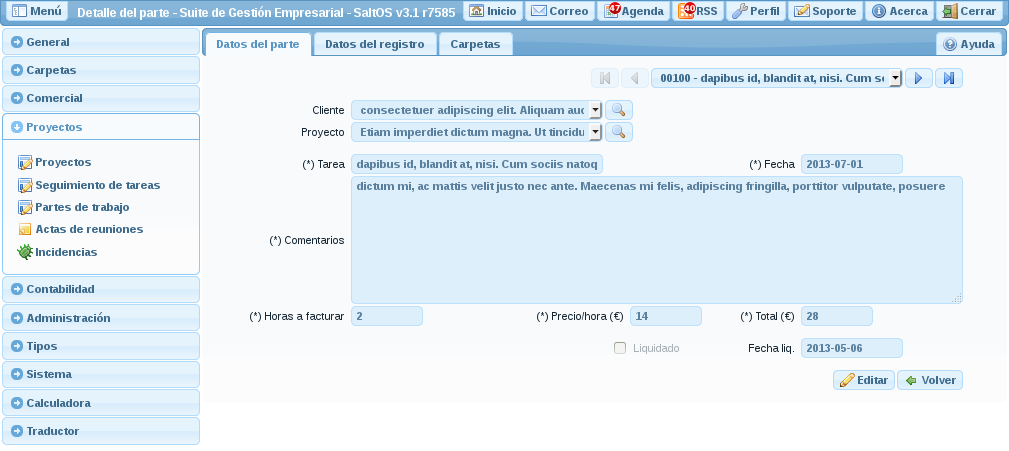 Menú Detalle del parte - Suite de Gestión Empresarial - SaltOS v3.1 r7585 Inicio Correo 47 Agenda 40 RSS Perfil Soporte Acerca Cerrar
General
Carpetas
Comercial
Proyectos
Proyectos
Seguimiento de tareas
Partes de trabajo
Actas de reuniones
Incidencias
Contabilidad
Administración
Tipos
Sistema
Calculadora
Traductor
Datos del parte Datos del registro Carpetas Ayuda
00100 - dapibus id, blandit at, nisi. Cum so
Cliente consectetuer adipiscing elit. Aliquam auc
Proyecto Etiam imperdiet dictum magna. Ut tincidu
(*) Tarea dapibus id, blandit at, nisi. Cum sociis natoq (*) Fecha 2013-07-01
(*) Comentarios dictum mi, ac mattis velit justo nec ante. Maecenas mi felis, adipiscing fringilla, porttitor vulputate, posuere
(*) Horas a facturar 2 (*) Precio/hora (€) 14 (*) Total (€) 28
Liquidado Fecha liq. 2013-05-06
Editar Volver